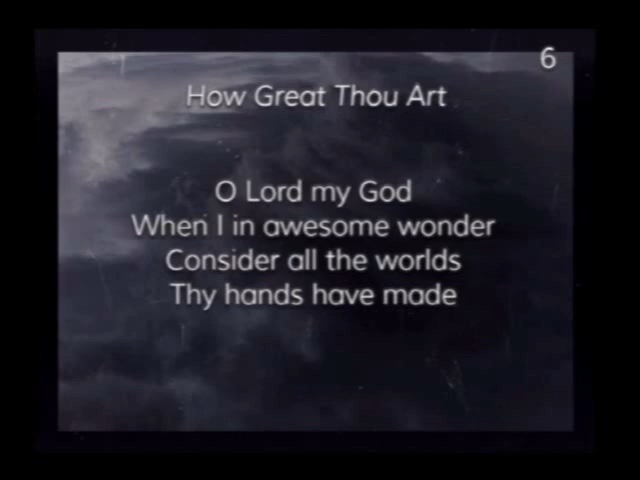 6
How Great Thou Art
O Lord my God
When I in awesome wonder
Consider all the worlds
Thy hands have made